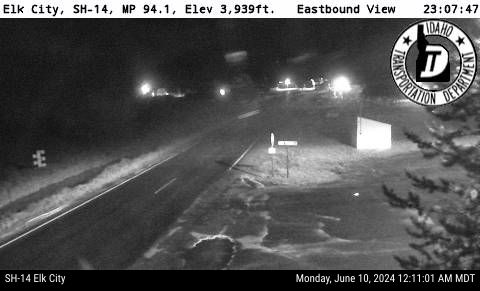 Elk City, SH-14, MP 94.1, Elev 3,939ft. Eastbound View 23:07:47
IDAHO
TRANSPORTATION DEPARTMENT
SH-14 Elk City Monday, June 10, 2024 12:11:01 AM MDT